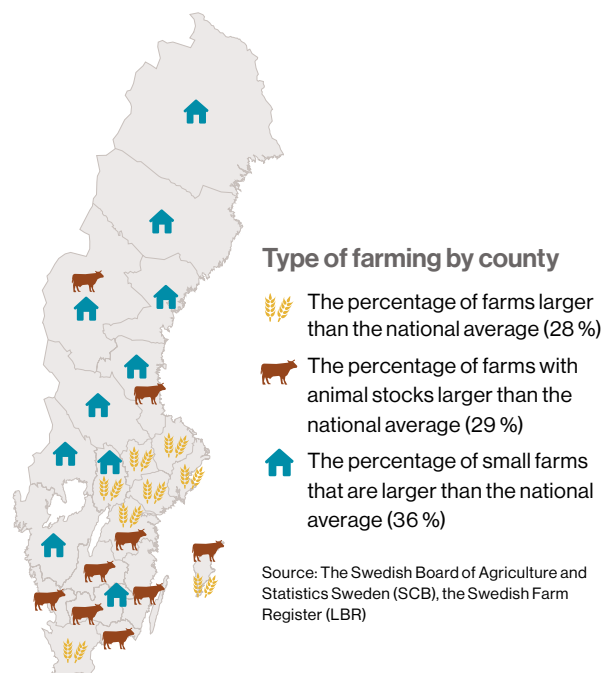 Type of farming by county
The percentage of farms larger
than the national average (28 %)
The percentage of farms with
animal stocks larger than the
national average (29 %)
The percentage of small farms
that are larger than the national
average (36 %)
Source: The Swedish Board of Agriculture and
Statistics Sweden (SCB), the Swedish Farm
Register (LBR)